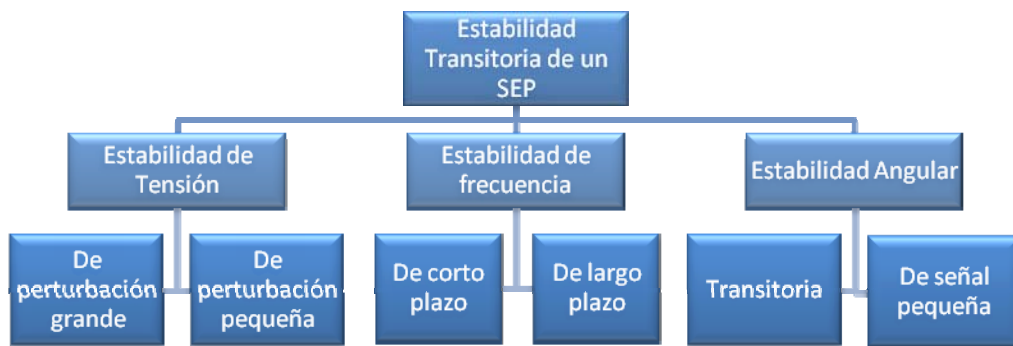 Estabilidad
Transitoria de un
SEP
Estabilidad de
Tensión
Estabilidad de
frecuencia
Estabilidad Angular
De
perturbación
grande
De
perturbación
pequeña
De corto
plazo
De largo
plazo
Transitoria
De señal
pequeña